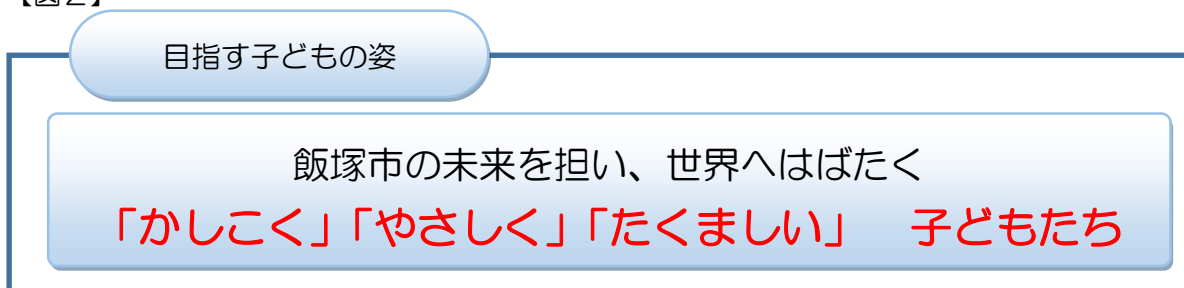 目指す子どもの姿
飯塚市の未来を担い、世界へはばたく
「かしこく」「やさしく」「たくましい」　子どもたち